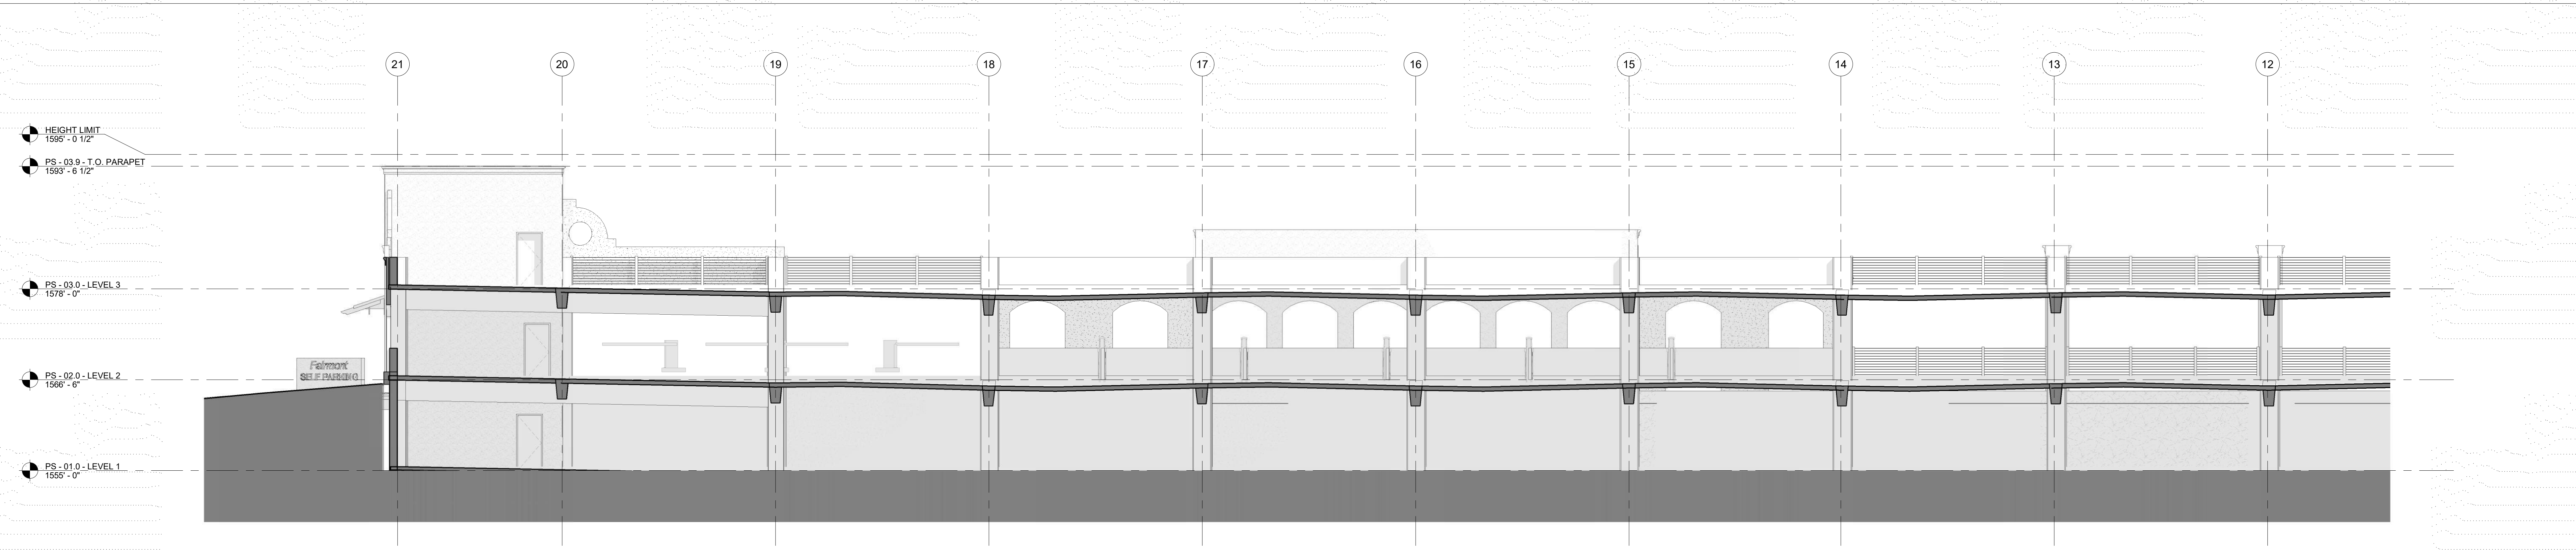 21 20 19 18 17 16 15 14 13 12
HEIGHT LIMIT
1595' - 0 1/2"
PS - 03.9 - T.O. PARAPET
1593' - 6 1/2"
PS - 03.0 - LEVEL 3
1578' - 0"
Fairmont
SELF PARKING
PS - 02.0 - LEVEL 2
1566' - 6"
PS - 01.0 - LEVEL 1
1555' - 0"